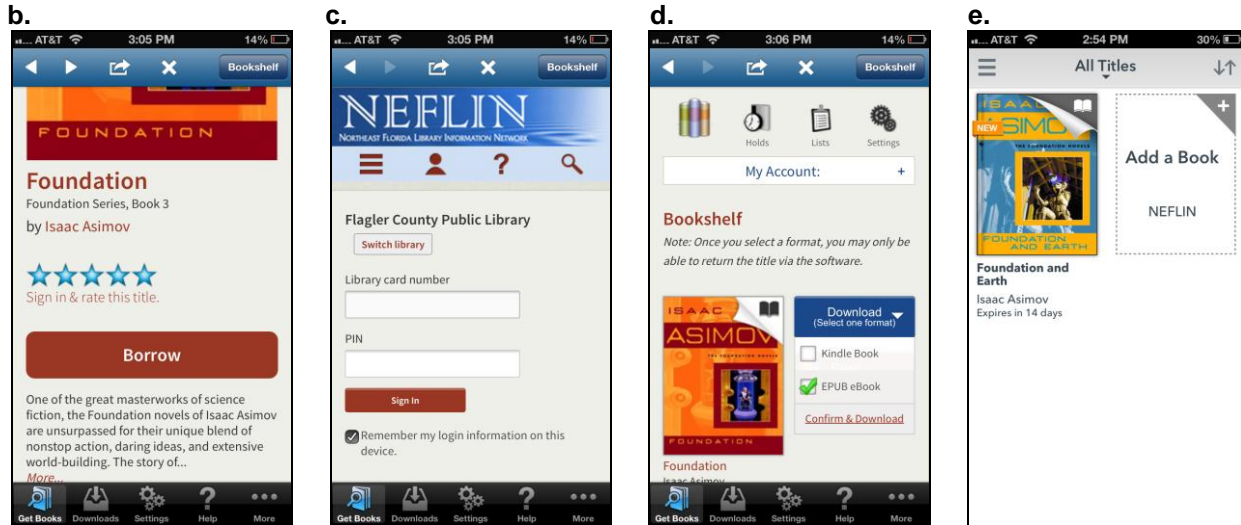 b.
AT&T 3:05 PM 14%
Bookshelf
FOUNDATION
Foundation
Foundation Series, Book 3
by Isaac Asimov
Sign in & rate this title.
Borrow
One of the great masterworks of science
fiction, the Foundation novels of Isaac Asimov
are unsurpassed for their unique blend of
nonstop action, daring ideas, and extensive
world-building. The story of...
More...
Get Books Downloads Settings Help More
c.
AT&T 3:05 PM 14%
Bookshelf
NEFLIN
NORTHEAST FLORIDA LIBRARY INFORMATION NETWORK
?
Flagler County Public Library
Switch library
Library card number
PIN
Sign In
Remember my login information on this
device.
Get Books Downloads Settings Help More
d.
AT&T 3:06 PM 14%
Bookshelf
Holds Lists Settings
My Account: +
Bookshelf
Note: Once you select a format, you may only be
able to return the title via the software.
ISAAC
ASIMOV
THE FOUNDATION NOVELS
FOUNDATION
Download
(Select one format)
Kindle Book
EPUB eBook
Confirm & Download
Foundation
Isaac Asimov
Get Books Downloads Settings Help More
e.
AT&T 2:54 PM 30%
All Titles
ISAAC
ASIMOV
NEW
THE FOUNDATION NOVELS
FOUNDATION
AND EARTH
+
Add a Book
NEFLIN
Foundation and
Earth
Isaac Asimov
Expires in 14 days